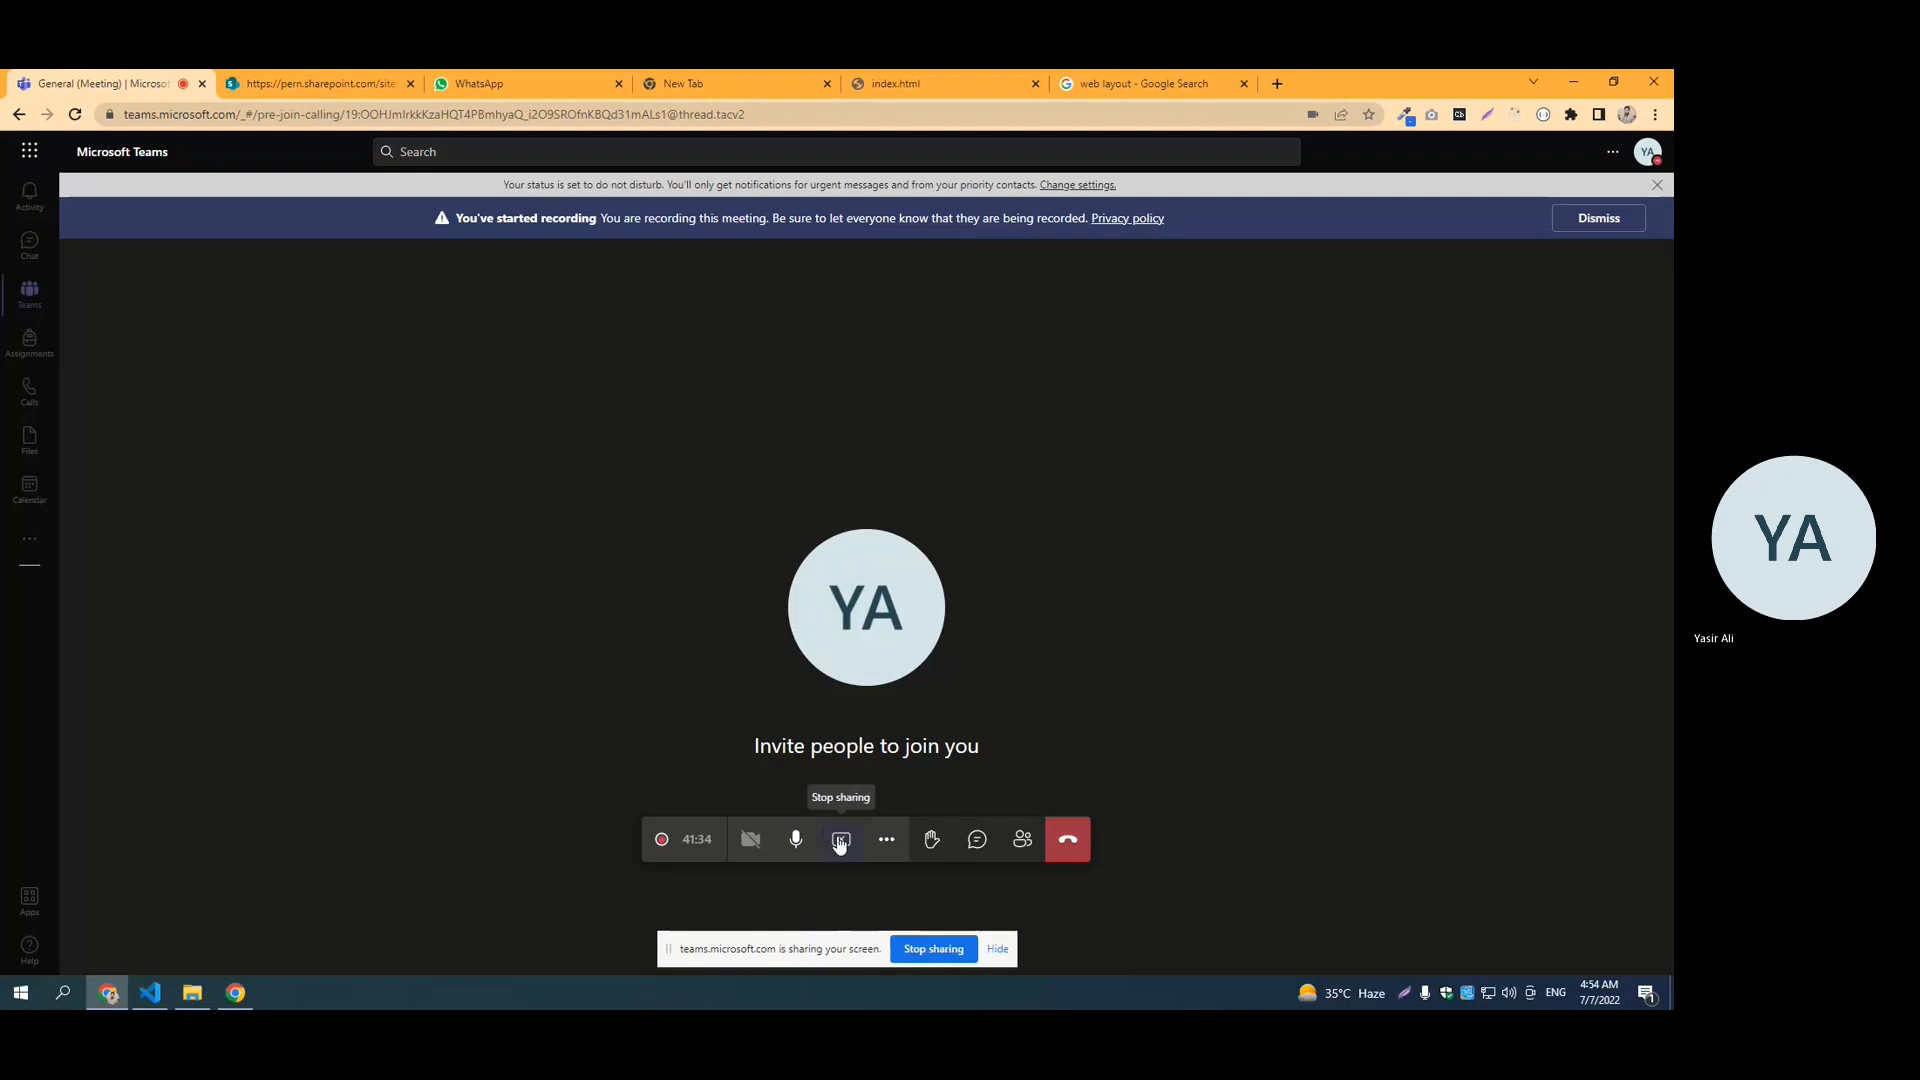 General (Meeting) | Microsof
https://pern.sharepoint.com/site
WhatsApp
New Tab
index.html
web layout - Google Search
teams.microsoft.com/_#/pre-join-calling/19:OOHJmIrkkKzaHQT4PBmhyaQ_i2O9SROfnKBQd31mALs1@thread.tacv2
Microsoft Teams
Search
YA
Your status is set to do not disturb. You'll only get notifications for urgent messages and from your priority contacts. Change settings.
You've started recording You are recording this meeting. Be sure to let everyone know that they are being recorded. Privacy policy
Dismiss
Activity
Chat
Teams
Assignments
Calls
Files
Calendar
Apps
Help
YA
Invite people to join you
Stop sharing
41:34
teams.microsoft.com is sharing your screen.
Stop sharing
Hide
35°C Haze
ENG
4:54 AM
7/7/2022
1
YA
Yasir Ali